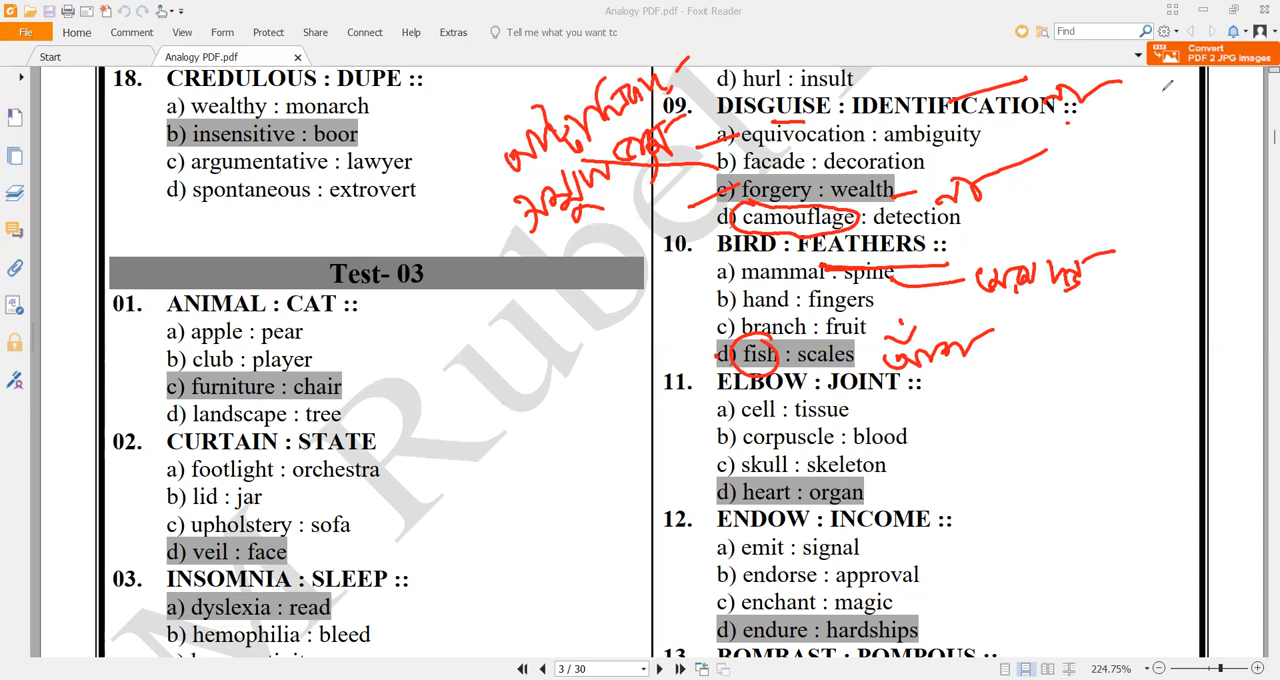 Analogy PDF.pdf - Foxit Reader
File Home Comment View Form Protect Share Connect Help Extras Tell me what you want to Find
Start Analogy PDF.pdf
Convert
PDF 2 JPG Images
18. CREDULOUS : DUPE ::
a) wealthy : monarch
b) insensitive : boor
c) argumentative : lawyer
d) spontaneous : extrovert
Test- 03
01. ANIMAL : CAT ::
a) apple : pear
b) club : player
c) furniture : chair
d) landscape : tree
02. CURTAIN : STATE
a) footlight : orchestra
b) lid : jar
c) upholstery : sofa
d) veil : face
03. INSOMNIA : SLEEP ::
a) dyslexia : read
b) hemophilia : bleed
d) hurl : insult
09. DISGUISE : IDENTIFICATION ::
a) equivocation : ambiguity
b) facade : decoration
c) forgery : wealth
d) camouflage : detection
10. BIRD : FEATHERS ::
a) mammal : spine
b) hand : fingers
c) branch : fruit
d) fish : scales
11. ELBOW : JOINT ::
a) cell : tissue
b) corpuscle : blood
c) skull : skeleton
d) heart : organ
12. ENDOW : INCOME ::
a) emit : signal
b) endorse : approval
c) enchant : magic
d) endure : hardships
13. BOMBAST : POMPOUS ::
M Rubel
3 / 30
224.75%